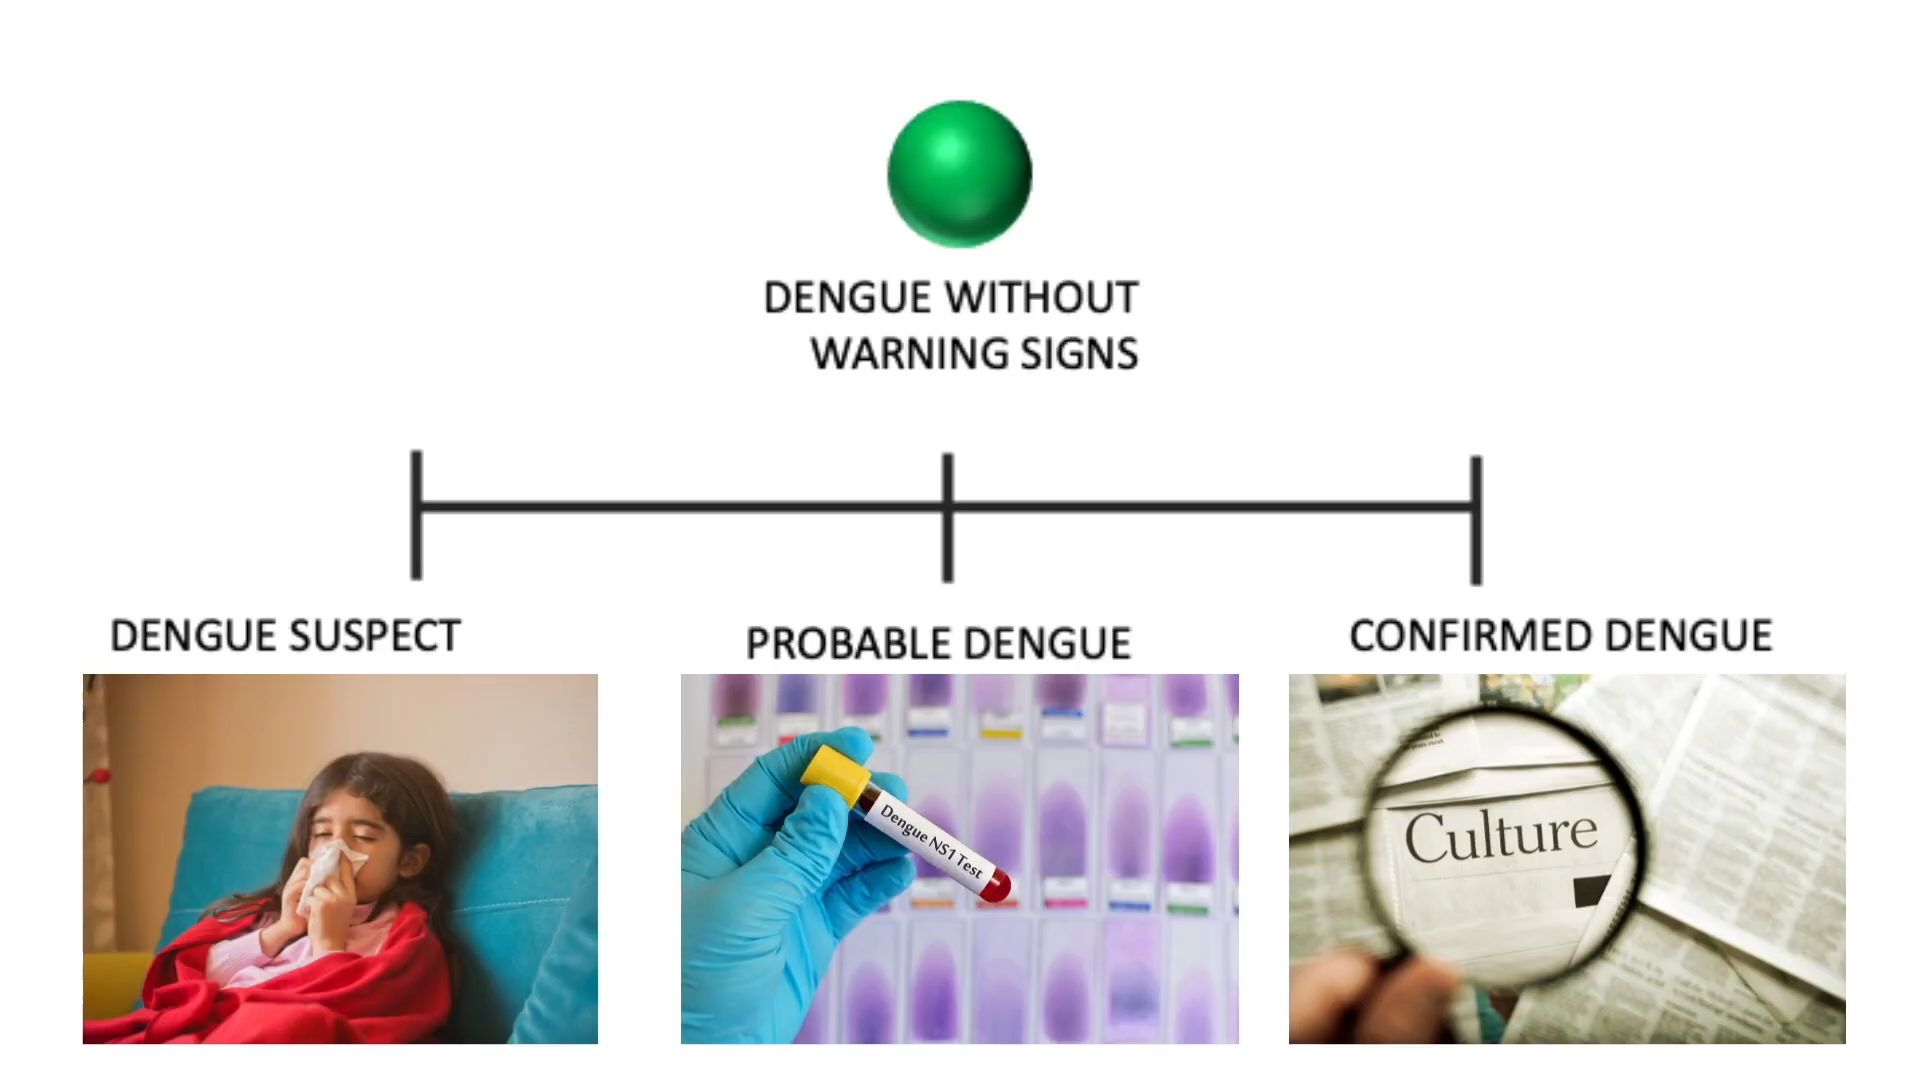 DENGUE WITHOUT
WARNING SIGNS
DENGUE SUSPECT
PROBABLE DENGUE
CONFIRMED DENGUE
Dengue NS1 Test
Culture